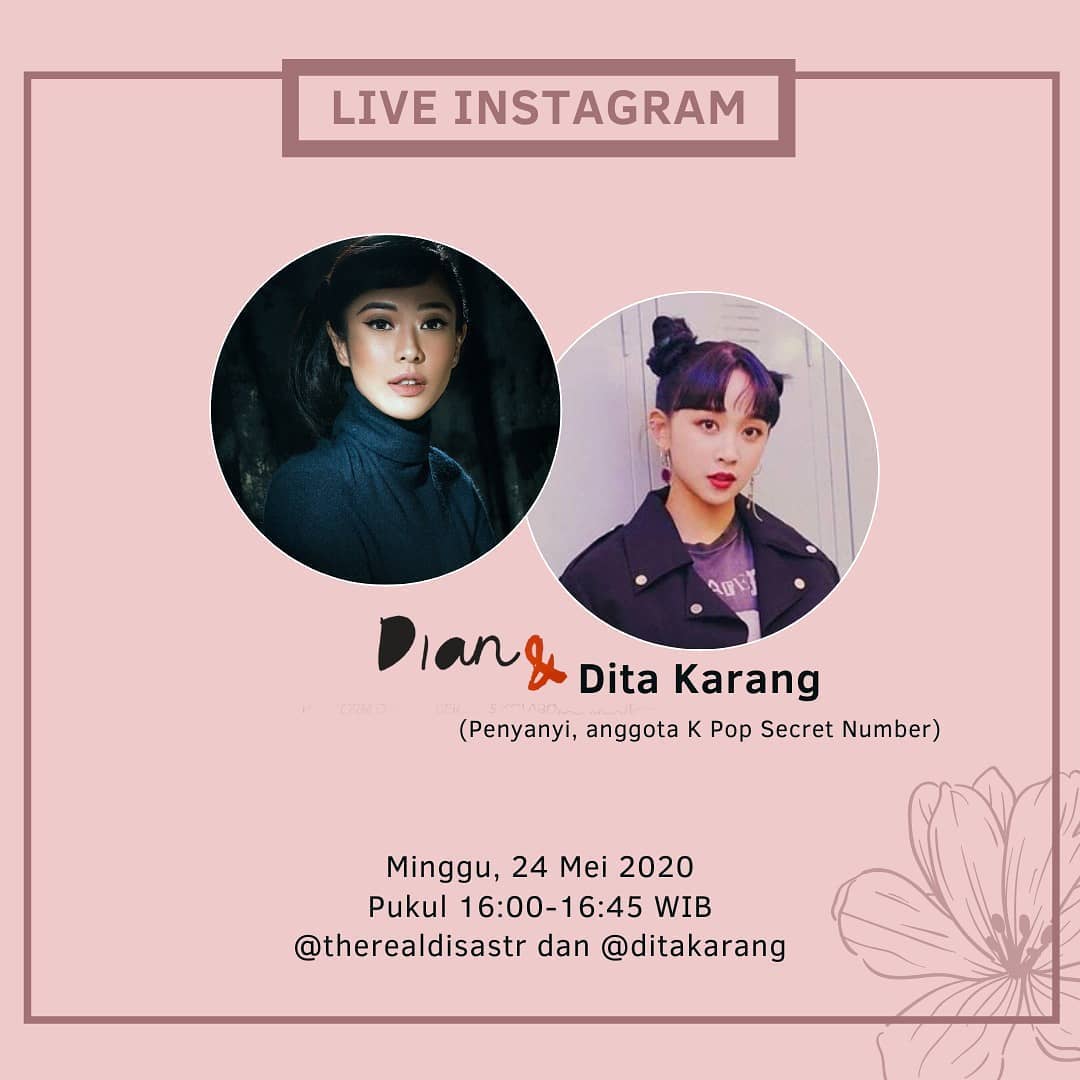 LIVE INSTAGRAM
Dian &
Dita Karang
(Penyanyi, anggota K Pop Secret Number)
Minggu, 24 Mei 2020
Pukul 16:00-16:45 WIB
@therealdisastr dan @ditakarang